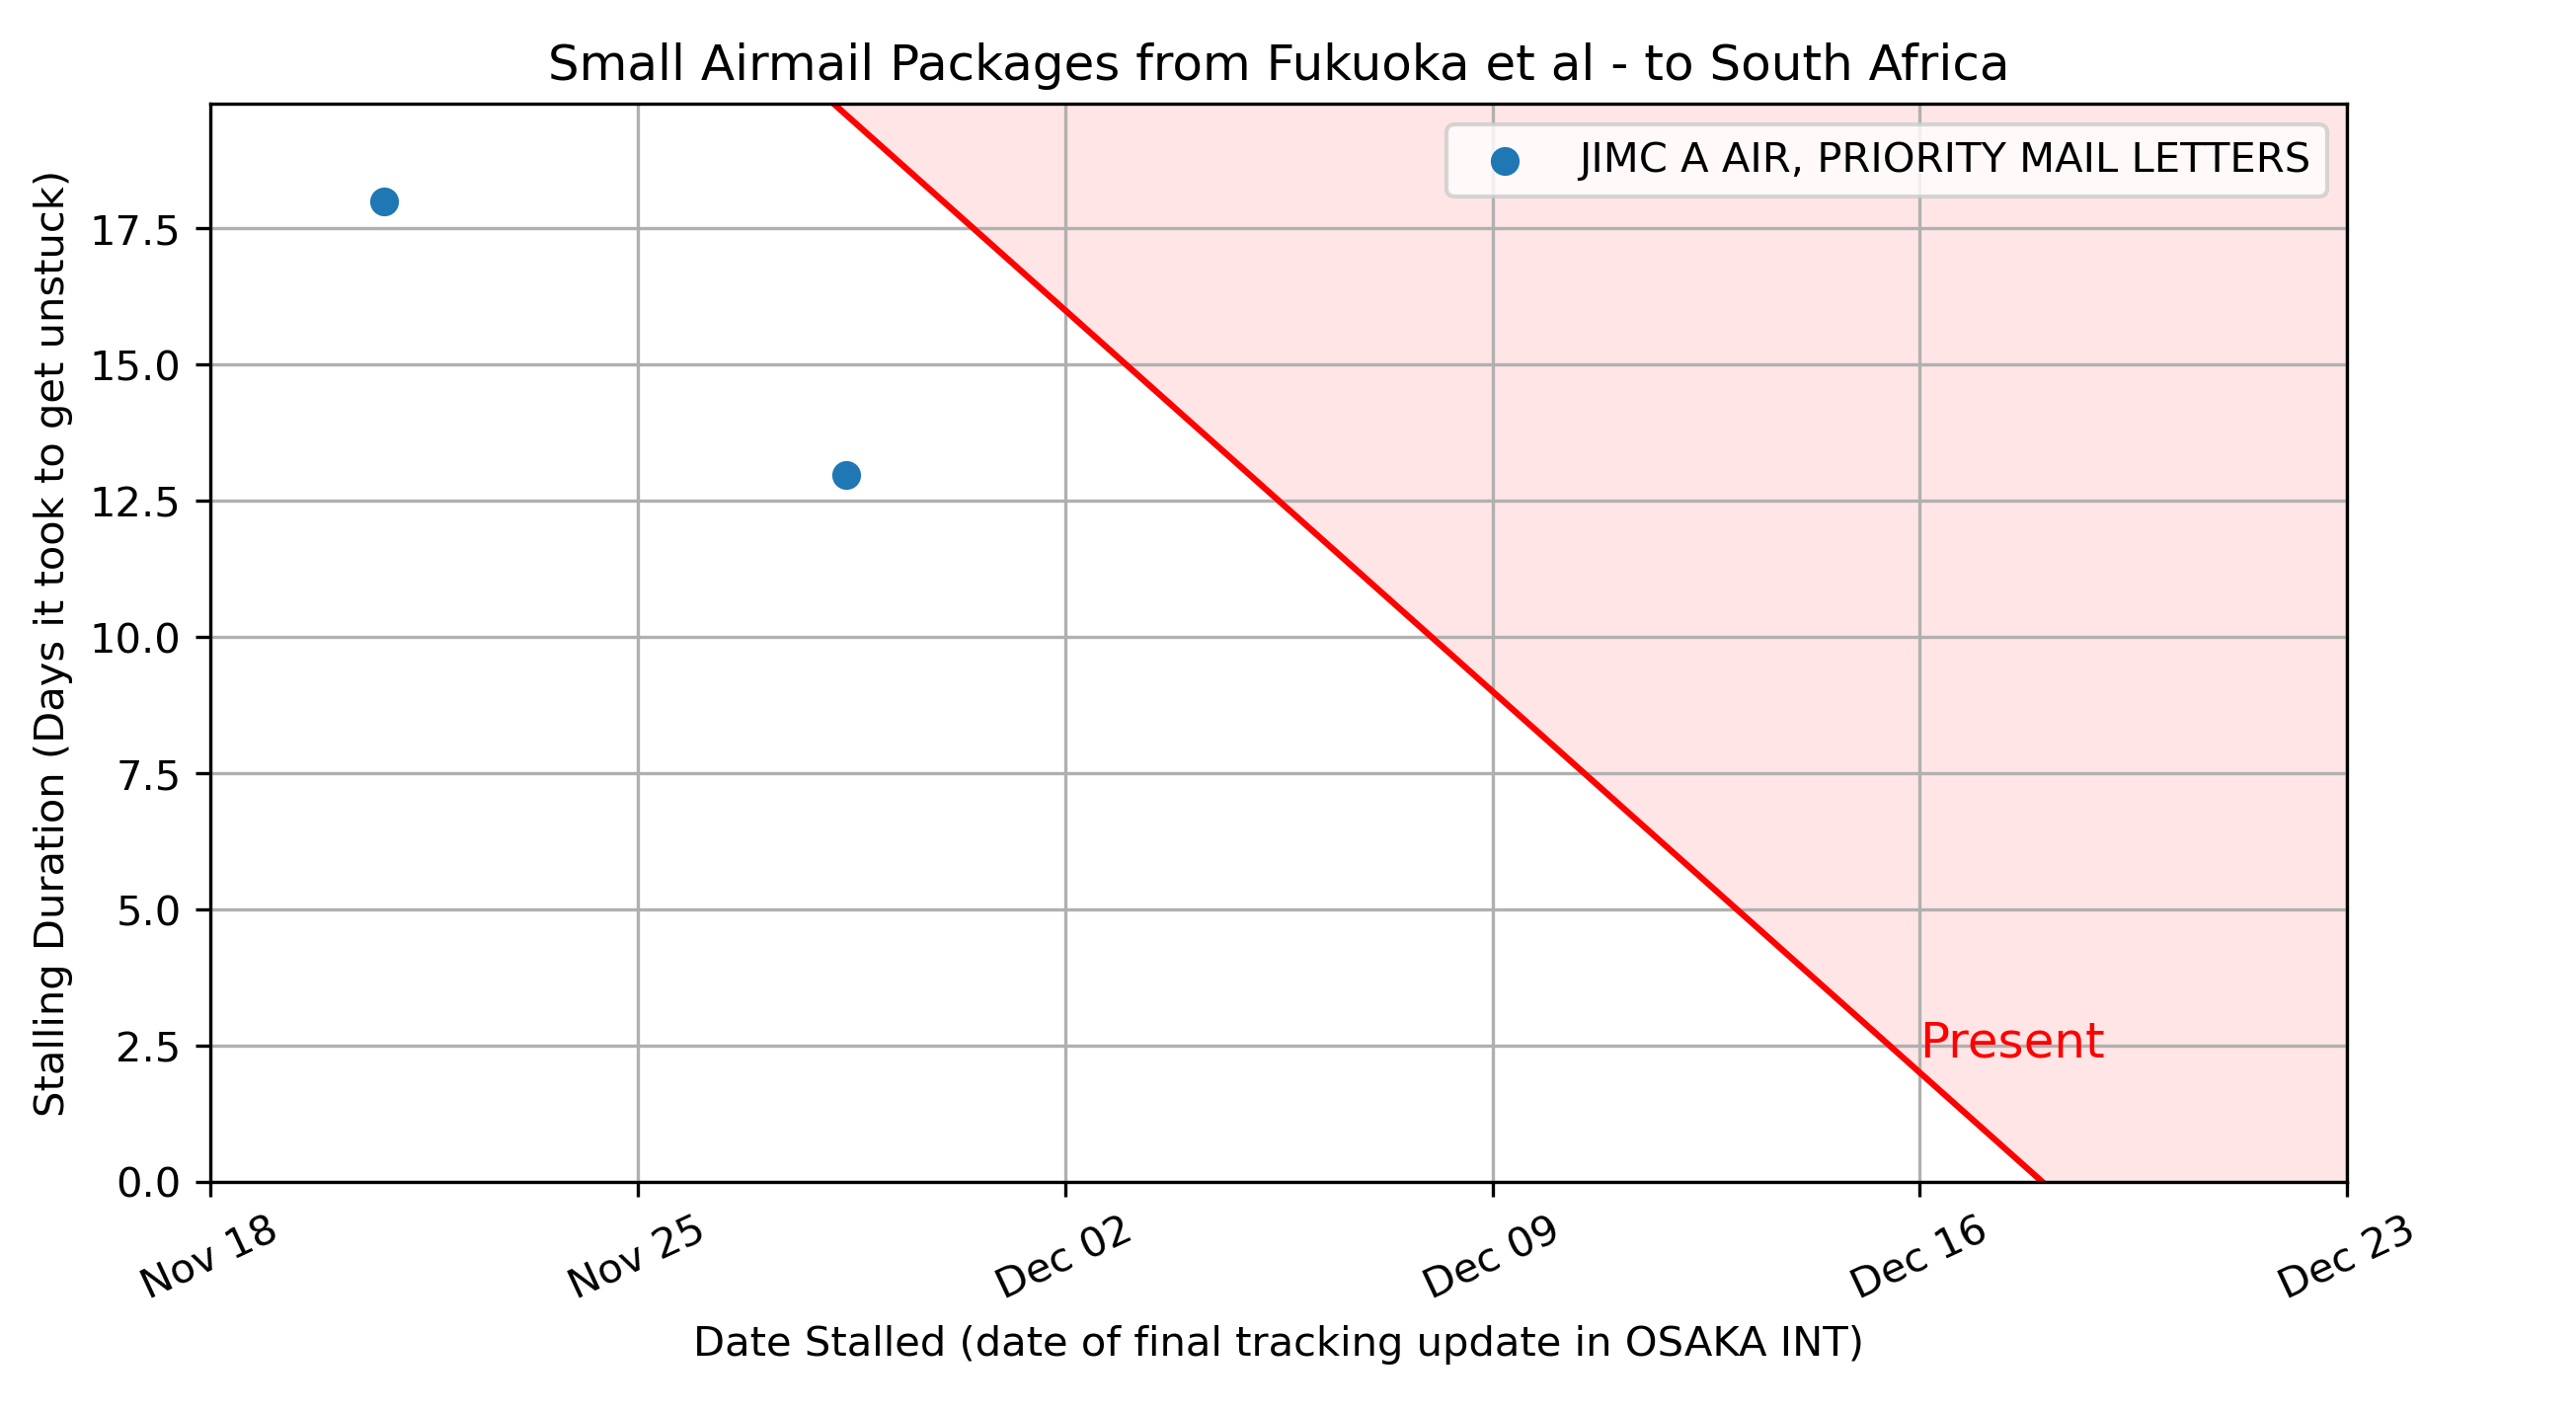 Small Airmail Packages from Fukuoka et al - to South Africa
JIMC A AIR, PRIORITY MAIL LETTERS
Stalling Duration (Days it took to get unstuck)
17.5
15.0
12.5
10.0
7.5
5.0
2.5
0.0
Present
Nov 18
Nov 25
Dec 02
Dec 09
Dec 16
Dec 23
Date Stalled (date of final tracking update in OSAKA INT)